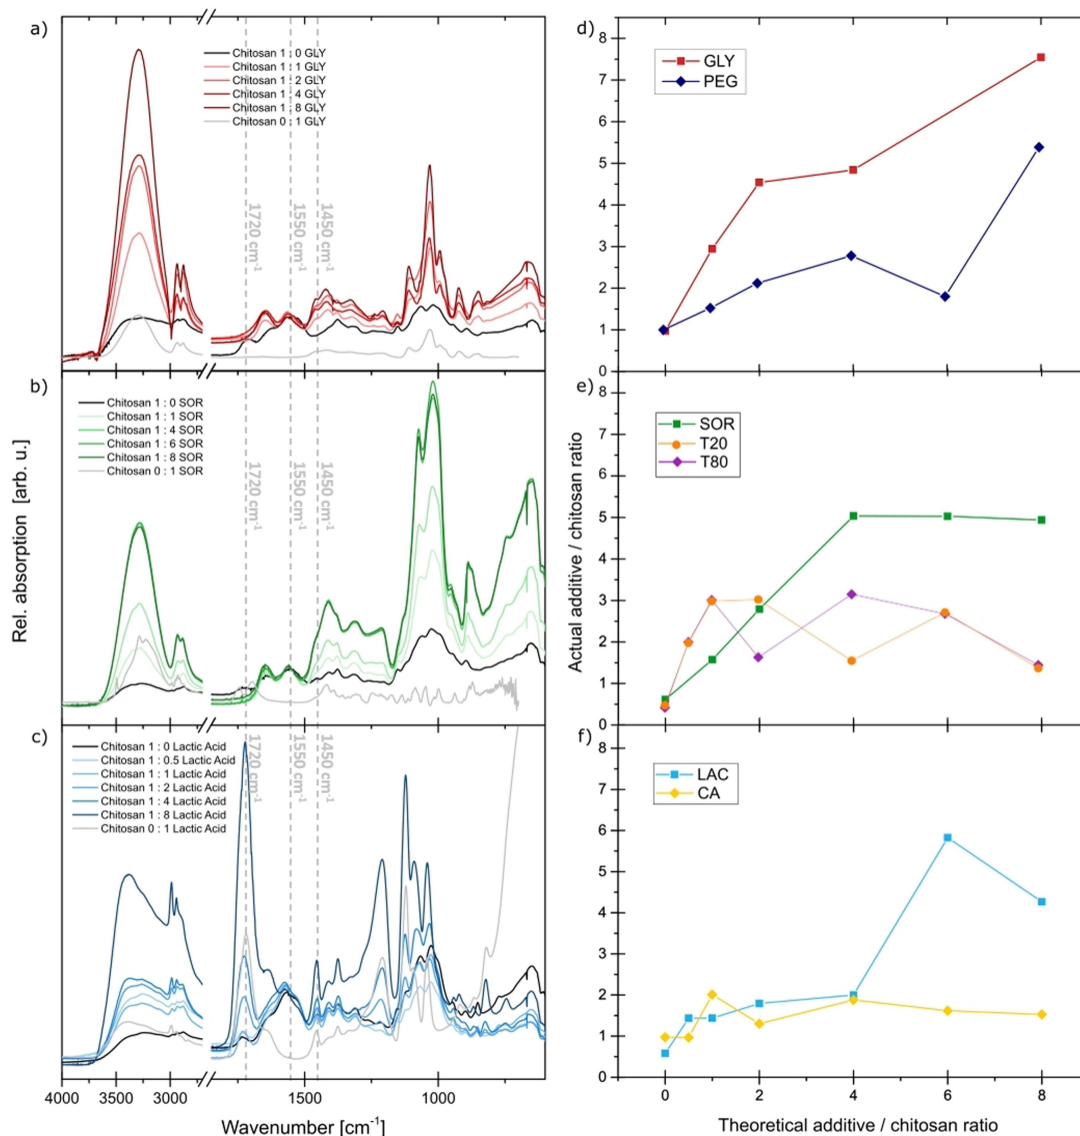 a)
Chitosan 1 : 0 GLY
Chitosan 1 : 1 GLY
Chitosan 1 : 2 GLY
Chitosan 1 : 4 GLY
Chitosan 1 : 8 GLY
Chitosan 0 : 1 GLY
1720 cm⁻¹
1550 cm⁻¹
1450 cm⁻¹
b)
Chitosan 1 : 0 SOR
Chitosan 1 : 1 SOR
Chitosan 1 : 4 SOR
Chitosan 1 : 6 SOR
Chitosan 1 : 8 SOR
Chitosan 0 : 1 SOR
1720 cm⁻¹
1550 cm⁻¹
1450 cm⁻¹
c)
Chitosan 1 : 0 Lactic Acid
Chitosan 1 : 0.5 Lactic Acid
Chitosan 1 : 1 Lactic Acid
Chitosan 1 : 2 Lactic Acid
Chitosan 1 : 4 Lactic Acid
Chitosan 1 : 8 Lactic Acid
Chitosan 0 : 1 Lactic Acid
1720 cm⁻¹
1550 cm⁻¹
1450 cm⁻¹
Rel. absorption [arb. u.]
4000 3500 3000 1500 1000
Wavenumber [cm⁻¹]
d)
GLY
PEG
8
7
6
5
4
3
2
1
0
e)
SOR
T20
T80
8
7
6
5
4
3
2
1
0
f)
LAC
CA
8
7
6
5
4
3
2
1
0
Actual additive / chitosan ratio
0 2 4 6 8
Theoretical additive / chitosan ratio